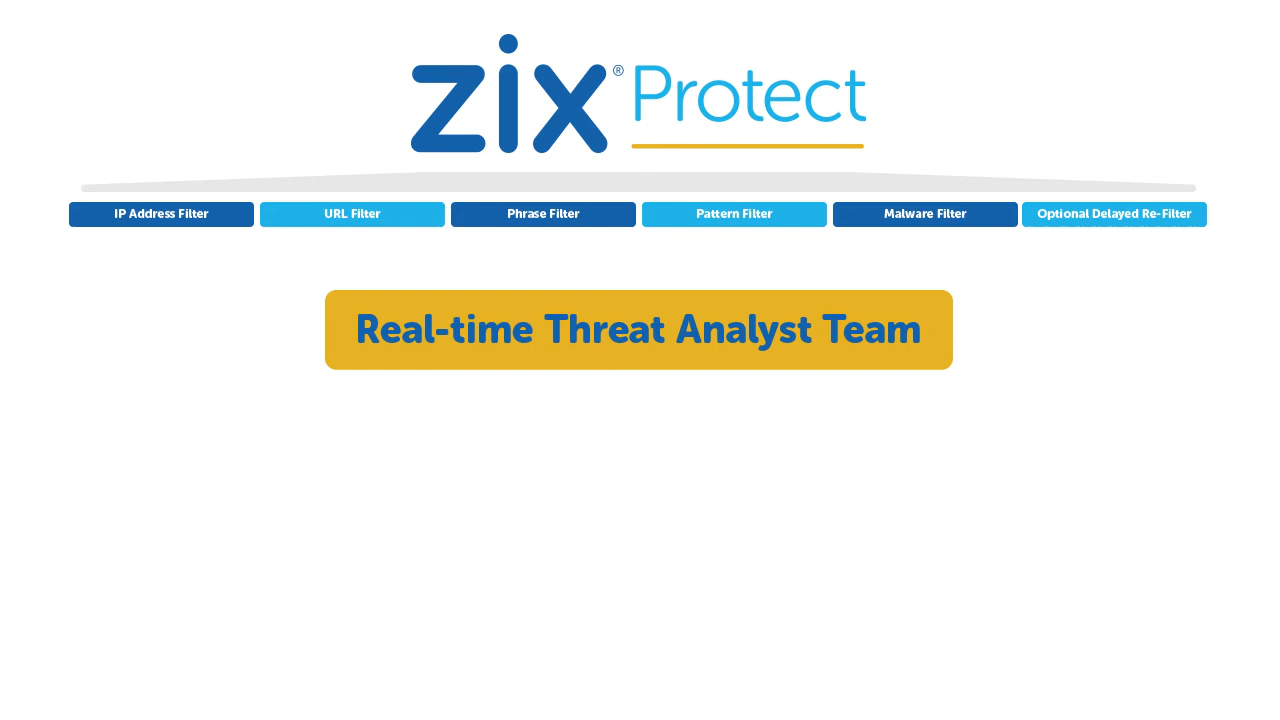 zix® Protect
IP Address Filter
URL Filter
Phrase Filter
Pattern Filter
Malware Filter
Optional Delayed Re-Filter
Real-time Threat Analyst Team